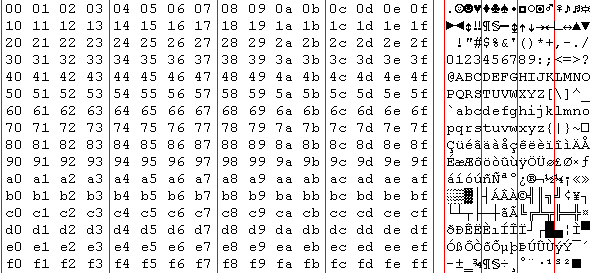 00 01 02 03 04 05 06 07 08 09 0a 0b 0c 0d 0e 0f .☺☻♥♦♣♠•◘○◙♂♀♪♬☼
10 11 12 13 14 15 16 17 18 19 1a 1b 1c 1d 1e 1f ►◄↕‼¶§▬↨↑↓→←∟↔▲▼
20 21 22 23 24 25 26 27 28 29 2a 2b 2c 2d 2e 2f  !"#$%&'()*+,-./
30 31 32 33 34 35 36 37 38 39 3a 3b 3c 3d 3e 3f 0123456789:;<=>?
40 41 42 43 44 45 46 47 48 49 4a 4b 4c 4d 4e 4f @ABCDEFGHIJKLMNO
50 51 52 53 54 55 56 57 58 59 5a 5b 5c 5d 5e 5f PQRSTUVWXYZ[\]^_
60 61 62 63 64 65 66 67 68 69 6a 6b 6c 6d 6e 6f `abcdefghijklmno
70 71 72 73 74 75 76 77 78 79 7a 7b 7c 7d 7e 7f pqrstuvwxyz{|}~□
80 81 82 83 84 85 86 87 88 89 8a 8b 8c 8d 8e 8f ÇüéâäàåçêëèïîìÄÅ
90 91 92 93 94 95 96 97 98 99 9a 9b 9c 9d 9e 9f ÉæÆôöòûùÿÖÜø£Ø×ƒ
a0 a1 a2 a3 a4 a5 a6 a7 a8 a9 aa ab ac ad ae af áíóúñÑªº¿®¬½¼¡«»
b0 b1 b2 b3 b4 b5 b6 b7 b8 b9 ba bb bc bd be bf ░▒▓│┤ÁÂÀ©╣║╗╝¢¥┐
c0 c1 c2 c3 c4 c5 c6 c7 c8 c9 ca cb cc cd ce cf └┴┬├─┼ãÃ╚╔╩╦╠═╬¤
d0 d1 d2 d3 d4 d5 d6 d7 d8 d9 da db dc dd de df ðÐÊËÈıÍÎÏ┘┌█▄¦Ì▀
e0 e1 e2 e3 e4 e5 e6 e7 e8 e9 ea eb ec ed ee ef ÓßÔÒõÕµþÞÚÛÙýÝ¯´
f0 f1 f2 f3 f4 f5 f6 f7 f8 f9 fa fb fc fd fe ff -±‗¾¶§÷¸°¨·¹³²■